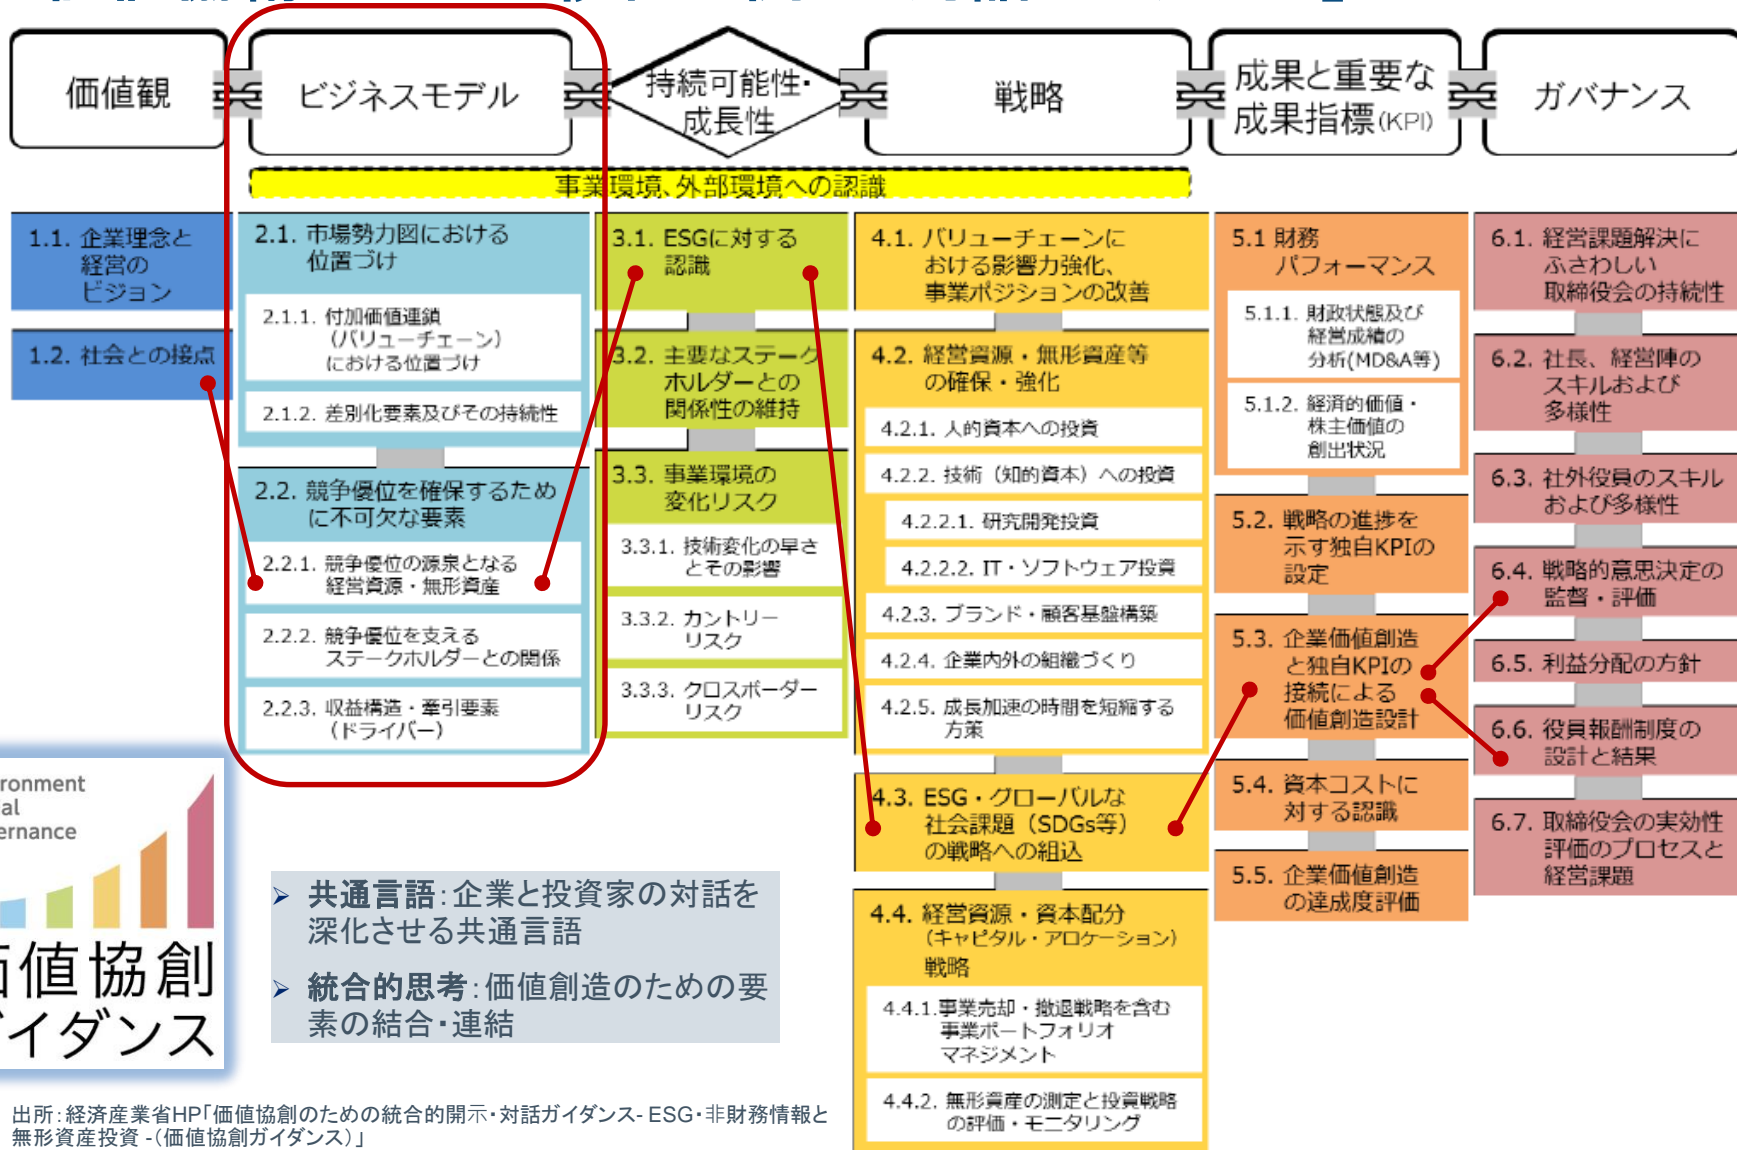 価値観
ビジネスモデル
持続可能性・
成長性
戦略
成果と重要な
成果指標(KPI)
ガバナンス
事業環境、外部環境への認識
1.1. 企業理念と
経営の
ビジョン
1.2. 社会との接点
2.1. 市場勢力図における
位置づけ
2.1.1. 付加価値連鎖
(バリューチェーン)
における位置づけ
2.1.2. 差別化要素及びその持続性
2.2. 競争優位を確保するため
に不可欠な要素
2.2.1. 競争優位の源泉となる
経営資源・無形資産
2.2.2. 競争優位を支える
ステークホルダーとの関係
2.2.3. 収益構造・牽引要素
(ドライバー)
3.1. ESGに対する
認識
3.2. 主要なステーク
ホルダーとの
関係性の維持
3.3. 事業環境の
変化リスク
3.3.1. 技術変化の早さ
とその影響
3.3.2. カントリー
リスク
3.3.3. クロスボーダー
リスク
4.1. バリューチェーンに
おける影響力強化、
事業ポジションの改善
4.2. 経営資源・無形資産等
の確保・強化
4.2.1. 人的資本への投資
4.2.2. 技術(知的資本)への投資
4.2.2.1. 研究開発投資
4.2.2.2. IT・ソフトウェア投資
4.2.3. ブランド・顧客基盤構築
4.2.4. 企業内外の組織づくり
4.2.5. 成長加速の時間を短縮する
方策
4.3. ESG・グローバルな
社会課題(SDGs等)
の戦略への組込
4.4. 経営資源・資本配分
(キャピタル・アロケーション)
戦略
4.4.1.事業売却・撤退戦略を含む
事業ポートフォリオ
マネジメント
4.4.2. 無形資産の測定と投資戦略
の評価・モニタリング
5.1 財務
パフォーマンス
5.1.1. 財政状態及び
経営成績の
分析(MD&A等)
5.1.2. 経済的価値・
株主価値の
創出状況
5.2. 戦略の進捗を
示す独自KPIの
設定
5.3. 企業価値創造
と独自KPIの
接続による
価値創造設計
5.4. 資本コストに
対する認識
5.5. 企業価値創造
の達成度評価
6.1. 経営課題解決に
ふさわしい
取締役会の持続性
6.2. 社長、経営陣の
スキルおよび
多様性
6.3. 社外役員のスキル
および多様性
6.4. 戦略的意思決定の
監督・評価
6.5. 利益分配の方針
6.6. 役員報酬制度の
設計と結果
6.7. 取締役会の実効性
評価のプロセスと
経営課題
ronment
al
ernance
値協創
イダンス
➢ 共通言語:企業と投資家の対話を
深化させる共通言語
➢ 統合的思考:価値創造のための要
素の結合・連結
出所:経済産業省HP「価値協創のための統合的開示・対話ガイダンス- ESG・非財務情報と
無形資産投資 -(価値協創ガイダンス)」